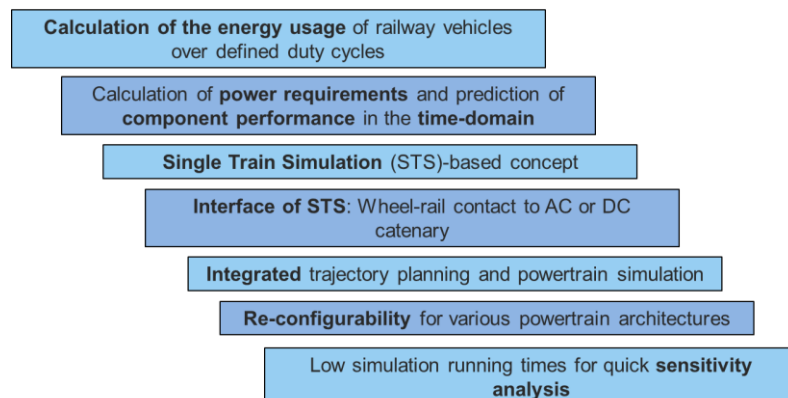 Calculation of the energy usage of railway vehicles
over defined duty cycles
Calculation of power requirements and prediction of
component performance in the time-domain
Single Train Simulation (STS)-based concept
Interface of STS: Wheel-rail contact to AC or DC
catenary
Integrated trajectory planning and powertrain simulation
Re-configurability for various powertrain architectures
Low simulation running times for quick sensitivity
analysis